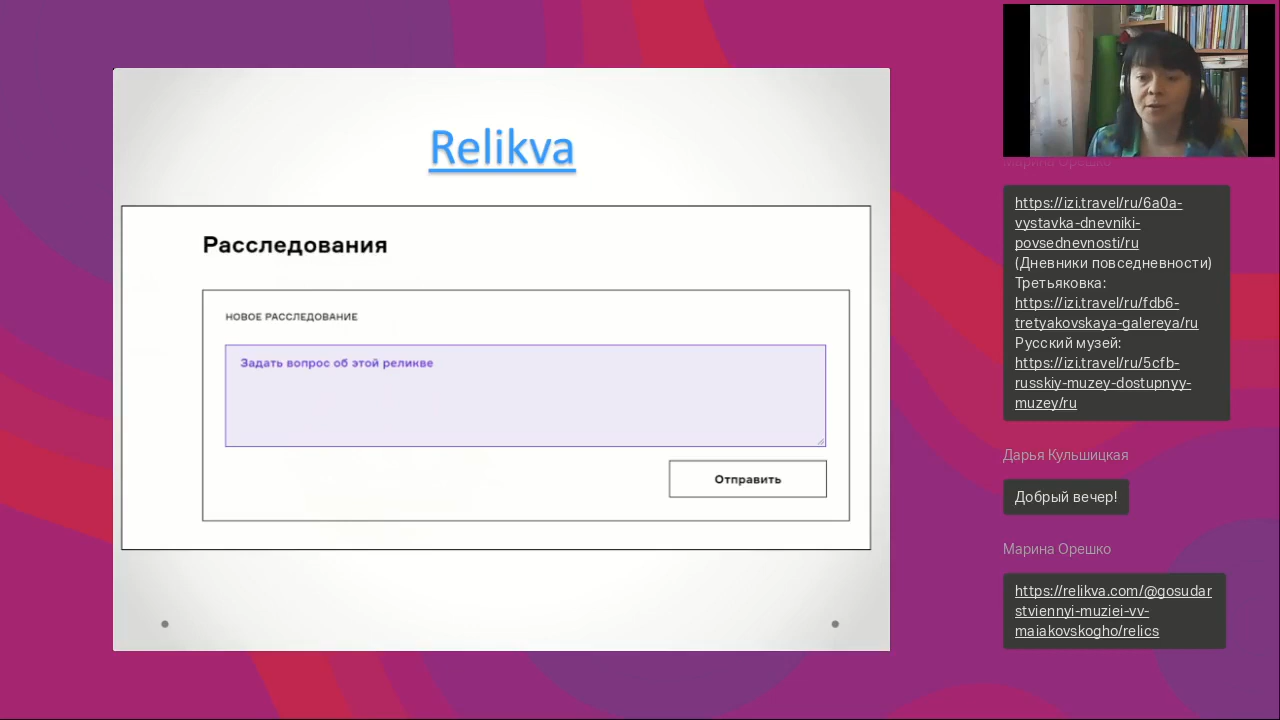 Relikva
Расследования
НОВОЕ РАССЛЕДОВАНИЕ
Задать вопрос об этой реликве
Отправить
Марина Орешко
https://izi.travel/ru/6a0a-
vystavka-dnevniki-
povsednevnosti/ru
(Дневники повседневности)
Третьяковка:
https://izi.travel/ru/fdb6-
tretyakovskaya-galereya/ru
Русский музей:
https://izi.travel/ru/5cfb-
russkiy-muzey-dostupnyy-
muzey/ru
Дарья Кульшицкая
Добрый вечер!
Марина Орешко
https://relikva.com/@gosudar
stviennyi-muziei-vv-
maiakovskogho/relics